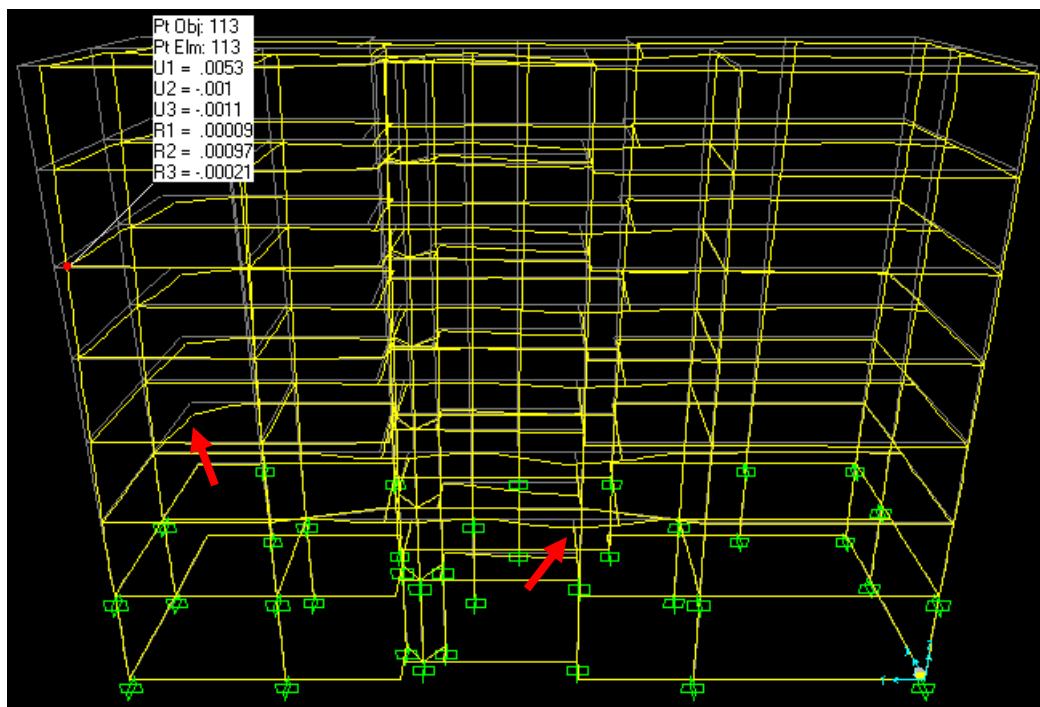 Pt Obj: 113
Pt Elm: 113
U1 = .0053
U2 = -.001
U3 = -.0011
R1 = .00009
R2 = .00097
R3 = -.00021